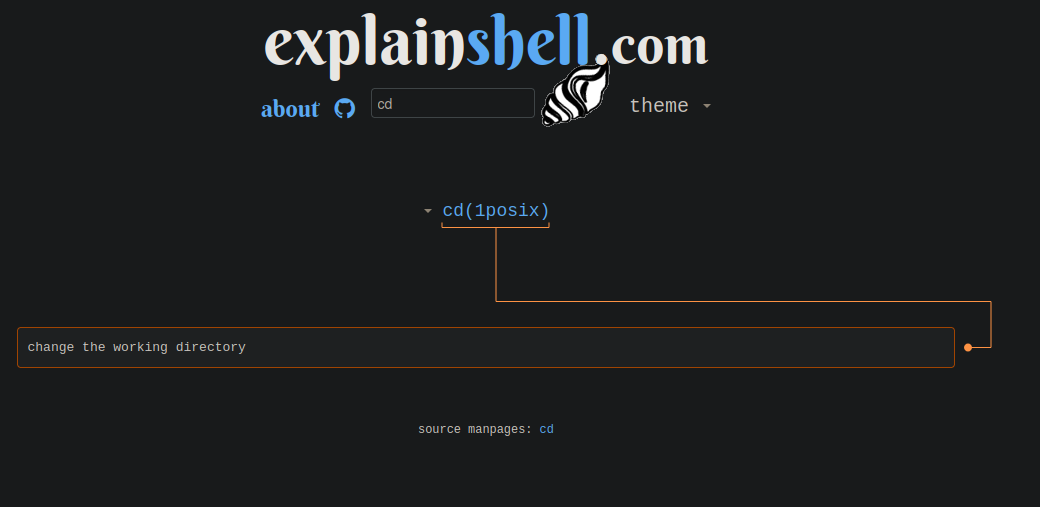 explainshell.com
about cd theme
cd(1posix)
change the working directory
source manpages: cd